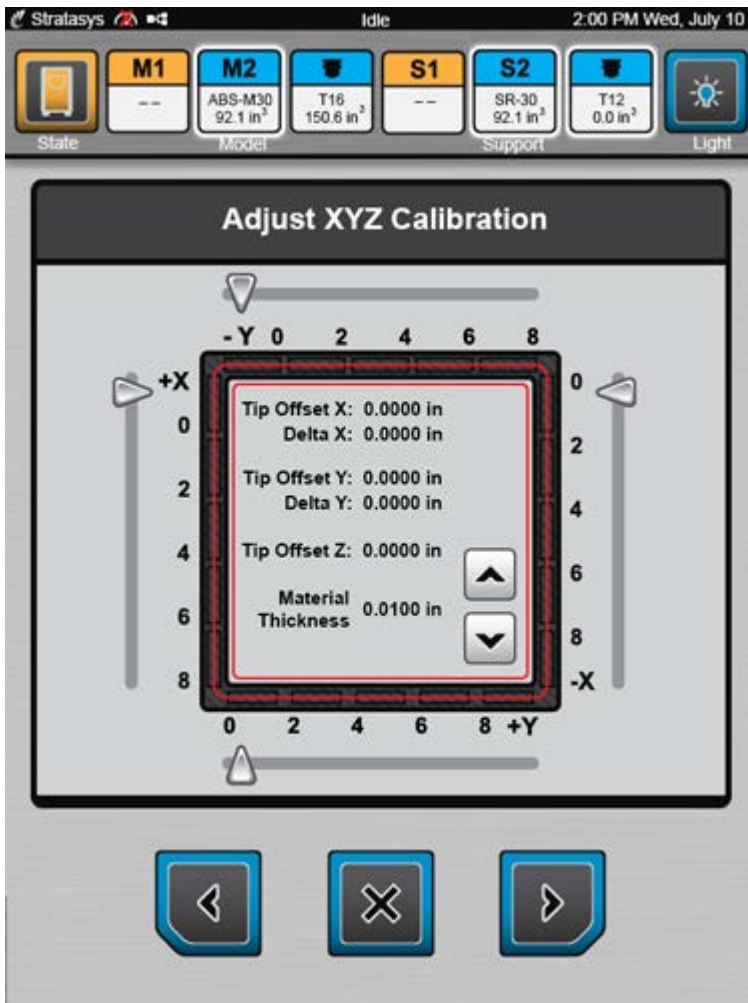 Stratasys Idle 2:00 PM Wed, July 10
M1 M2 S1 S2
-- ABS-M30 T16 -- SR-30 T12
92.1 in³ 150.6 in³ 92.1 in³ 0.0 in³
State Model Support Light
Adjust XYZ Calibration
- Y 0 2 4 6 8
+X
0
2
4
6
8
Tip Offset X: 0.0000 in
Delta X: 0.0000 in
Tip Offset Y: 0.0000 in
Delta Y: 0.0000 in
Tip Offset Z: 0.0000 in
Material
Thickness 0.0100 in
0
2
4
6
8
-X
0 2 4 6 8 +Y